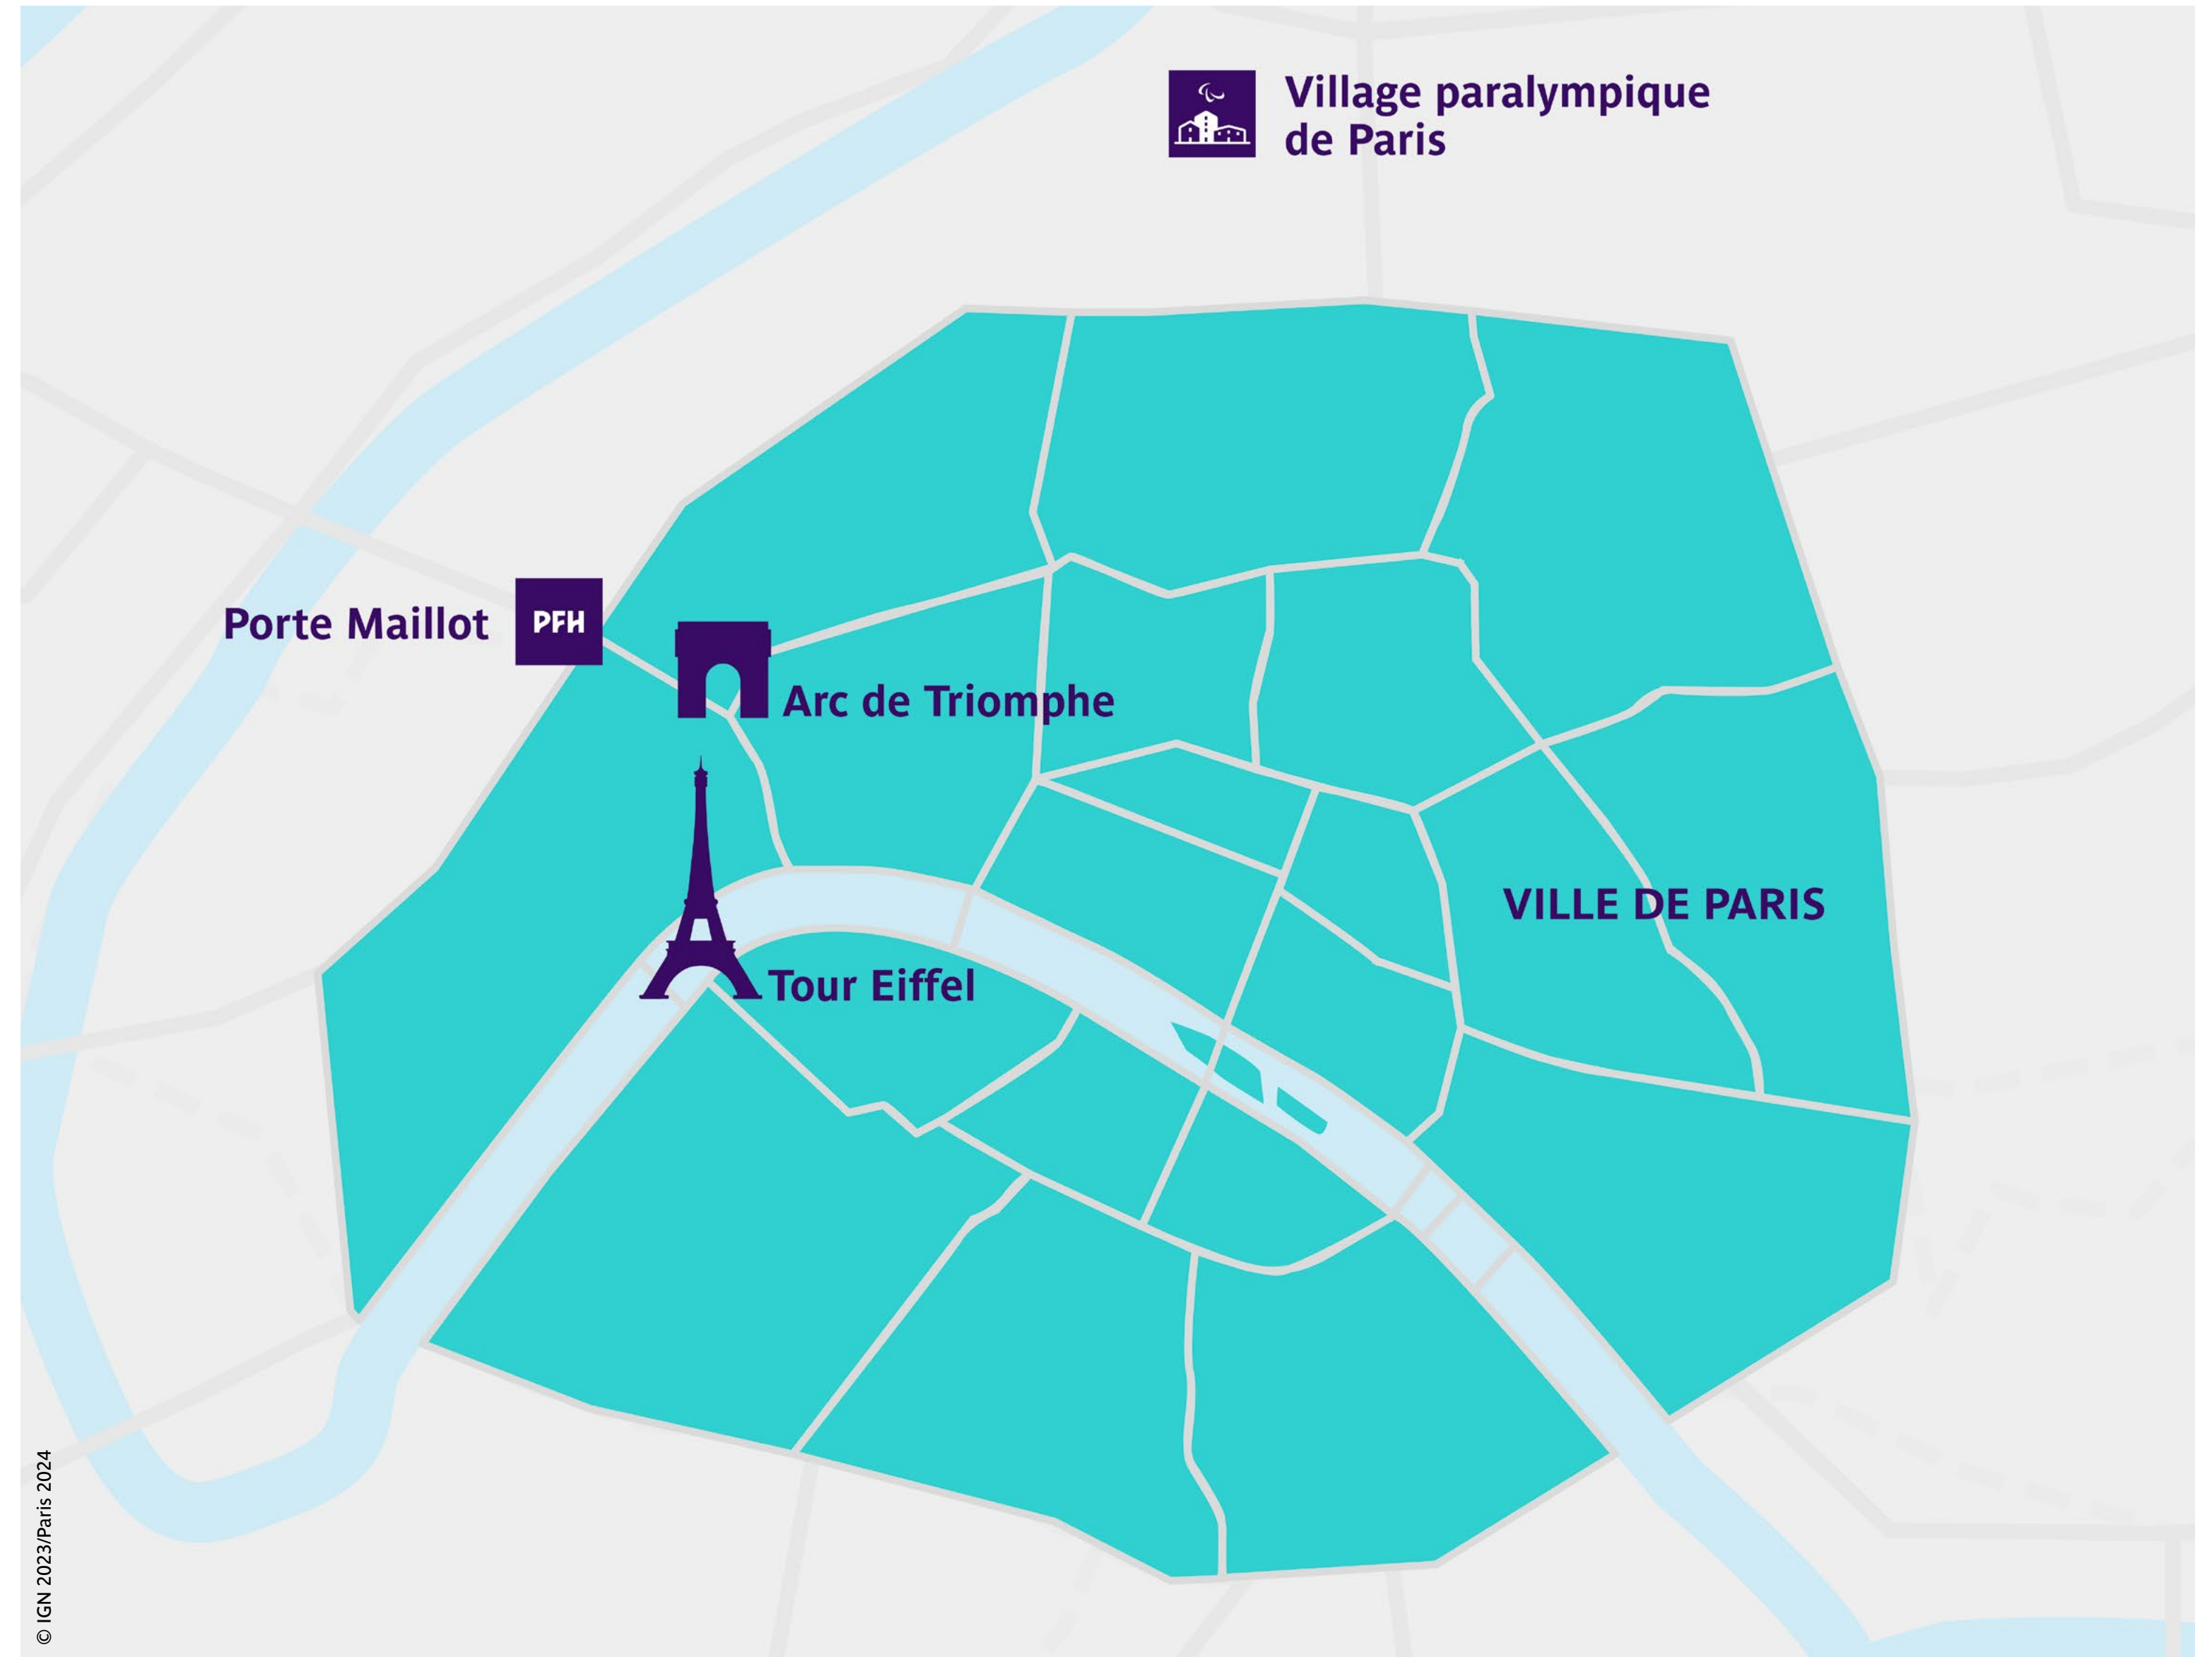 Village paralympique
de Paris
Porte Maillot
PFH
Arc de Triomphe
VILLE DE PARIS
Tour Eiffel
© IGN 2023/Paris 2024